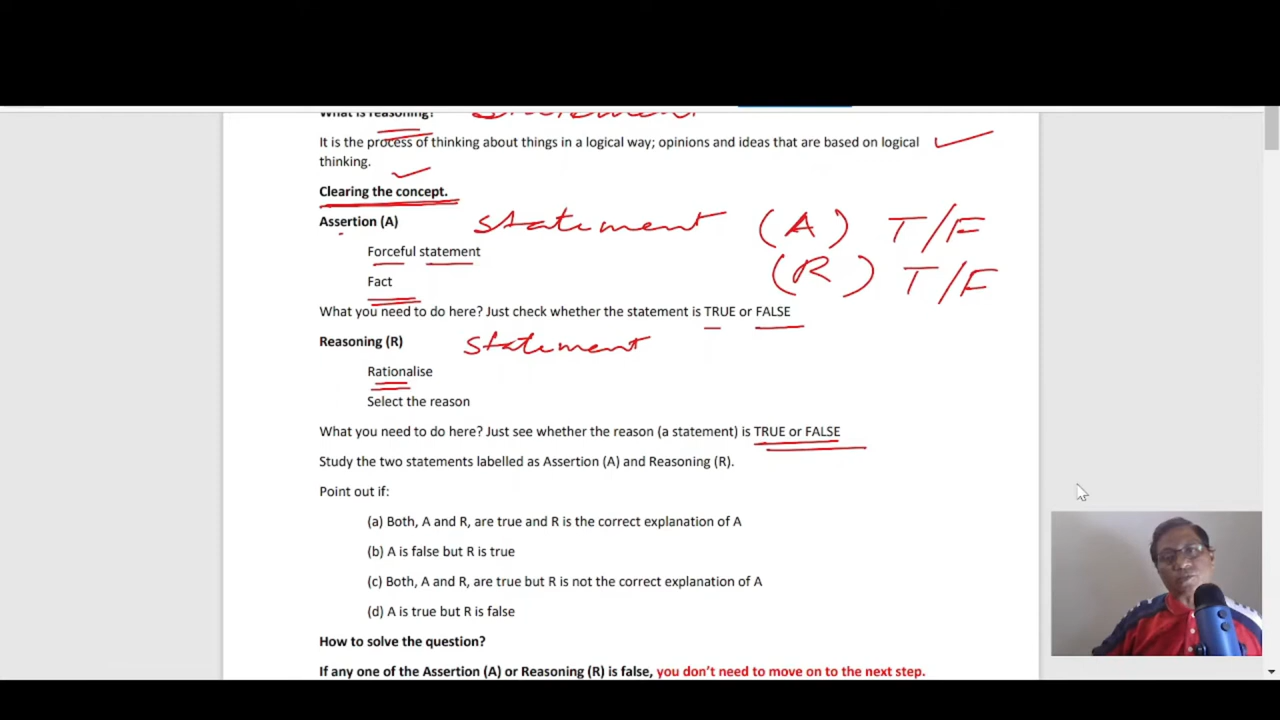 What is reasoning? statement
It is the process of thinking about things in a logical way; opinions and ideas that are based on logical
thinking.
Clearing the concept.
Assertion (A) statement (A) T/F
Forceful statement
(R) T/F
Fact
What you need to do here? Just check whether the statement is TRUE or FALSE
Reasoning (R) statement
Rationalise
Select the reason
What you need to do here? Just see whether the reason (a statement) is TRUE or FALSE
Study the two statements labelled as Assertion (A) and Reasoning (R).
Point out if:
(a) Both, A and R, are true and R is the correct explanation of A
(b) A is false but R is true
(c) Both, A and R, are true but R is not the correct explanation of A
(d) A is true but R is false
How to solve the question?
If any one of the Assertion (A) or Reasoning (R) is false, you don't need to move on to the next step.